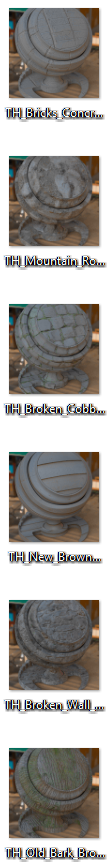 TH_Bricks_Concr...
TH_Mountain_Ro...
TH_Broken_Cobb...
TH_New_Brown...
TH_Broken_Wall_...
TH_Old_Bark_Bro...